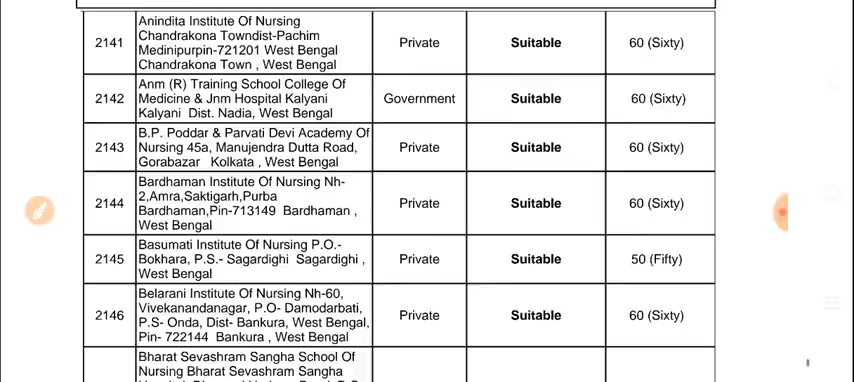 2141
Anindita Institute Of Nursing
Chandrakona Towndist-Pachim
Medinipurpin-721201 West Bengal
Chandrakona Town , West Bengal
Private
Suitable
60 (Sixty)
2142
Anm (R) Training School College Of
Medicine & Jnm Hospital Kalyani
Kalyani Dist. Nadia, West Bengal
Government
Suitable
60 (Sixty)
2143
B.P. Poddar & Parvati Devi Academy Of
Nursing 45a, Manujendra Dutta Road,
Gorabazar Kolkata , West Bengal
Private
Suitable
60 (Sixty)
2144
Bardhaman Institute Of Nursing Nh-
2,Amra,Saktigarh,Purba
Bardhaman,Pin-713149 Bardhaman ,
West Bengal
Private
Suitable
60 (Sixty)
2145
Basumati Institute Of Nursing P.O.-
Bokhara, P.S.- Sagardighi Sagardighi ,
West Bengal
Private
Suitable
50 (Fifty)
2146
Belarani Institute Of Nursing Nh-60,
Vivekanandanagar, P.O- Damodarbati,
P.S- Onda, Dist- Bankura, West Bengal,
Pin- 722144 Bankura , West Bengal
Private
Suitable
60 (Sixty)
Bharat Sevashram Sangha School Of
Nursing Bharat Sevashram Sangha